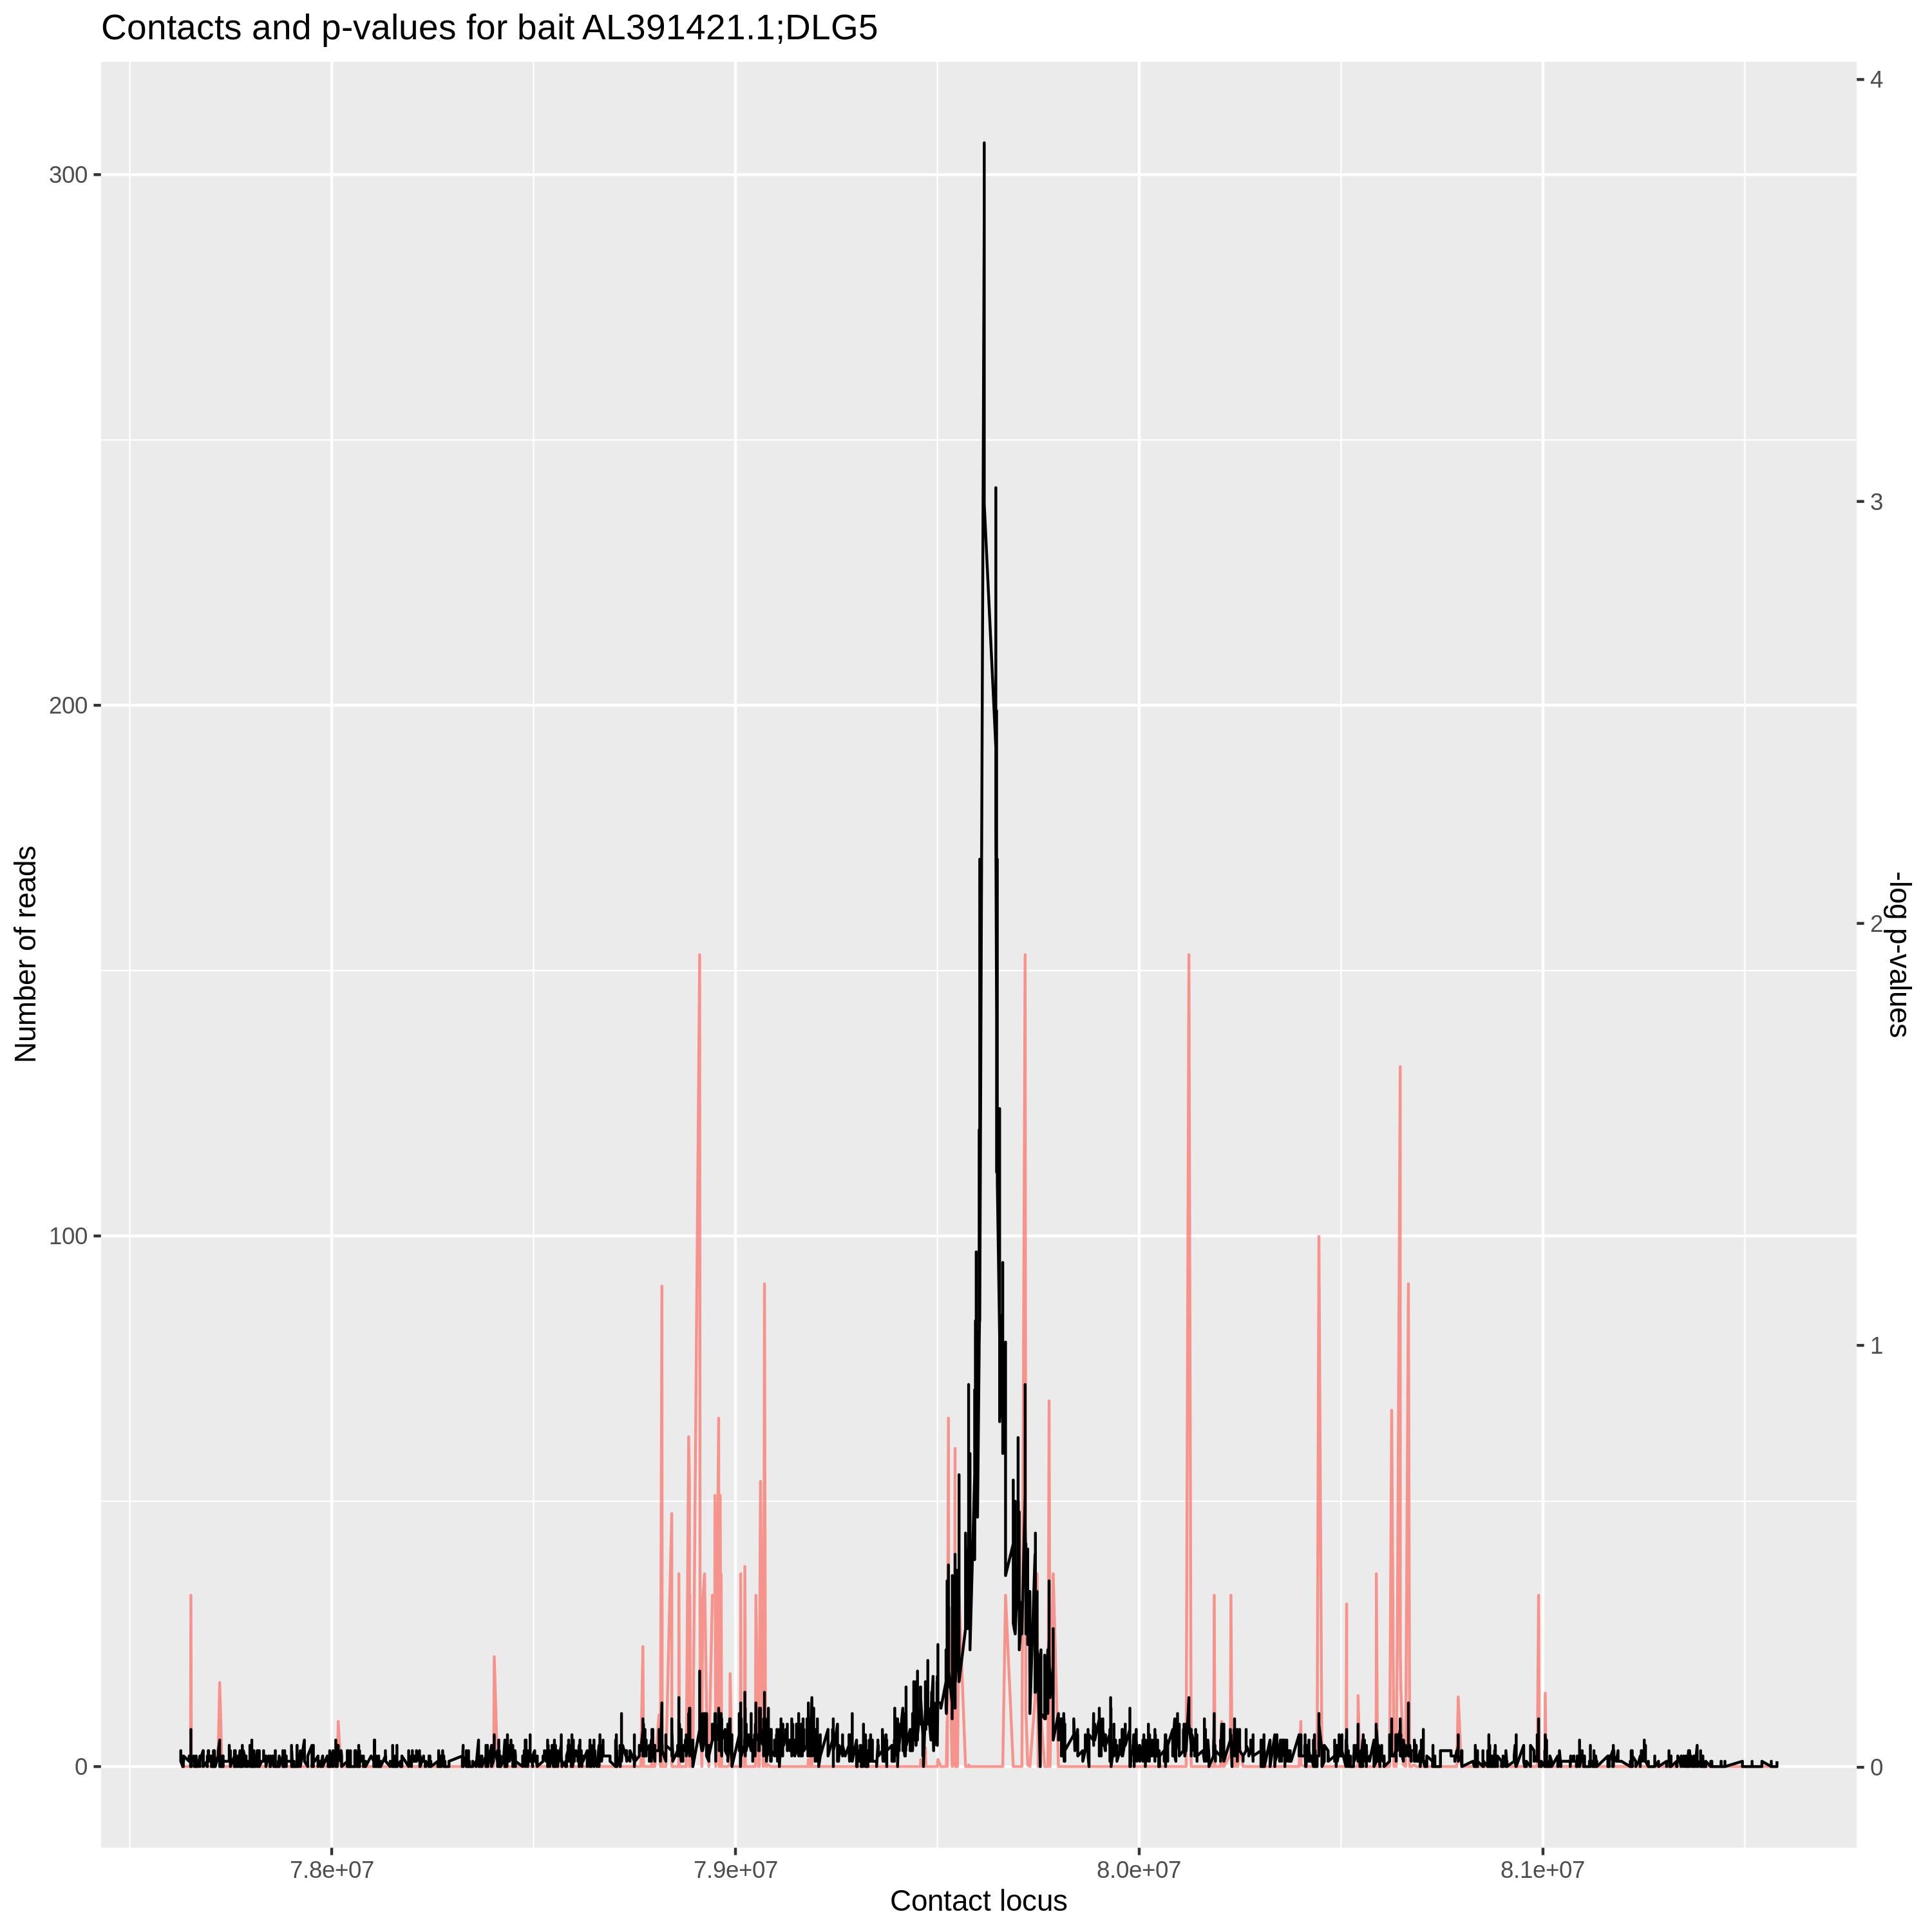 Contacts and p-values for bait AL391421.1;DLG5
300
200
100
0
Number of reads
4
3
2
1
0
-log p-values
7.8e+07
7.9e+07
8.0e+07
8.1e+07
Contact locus